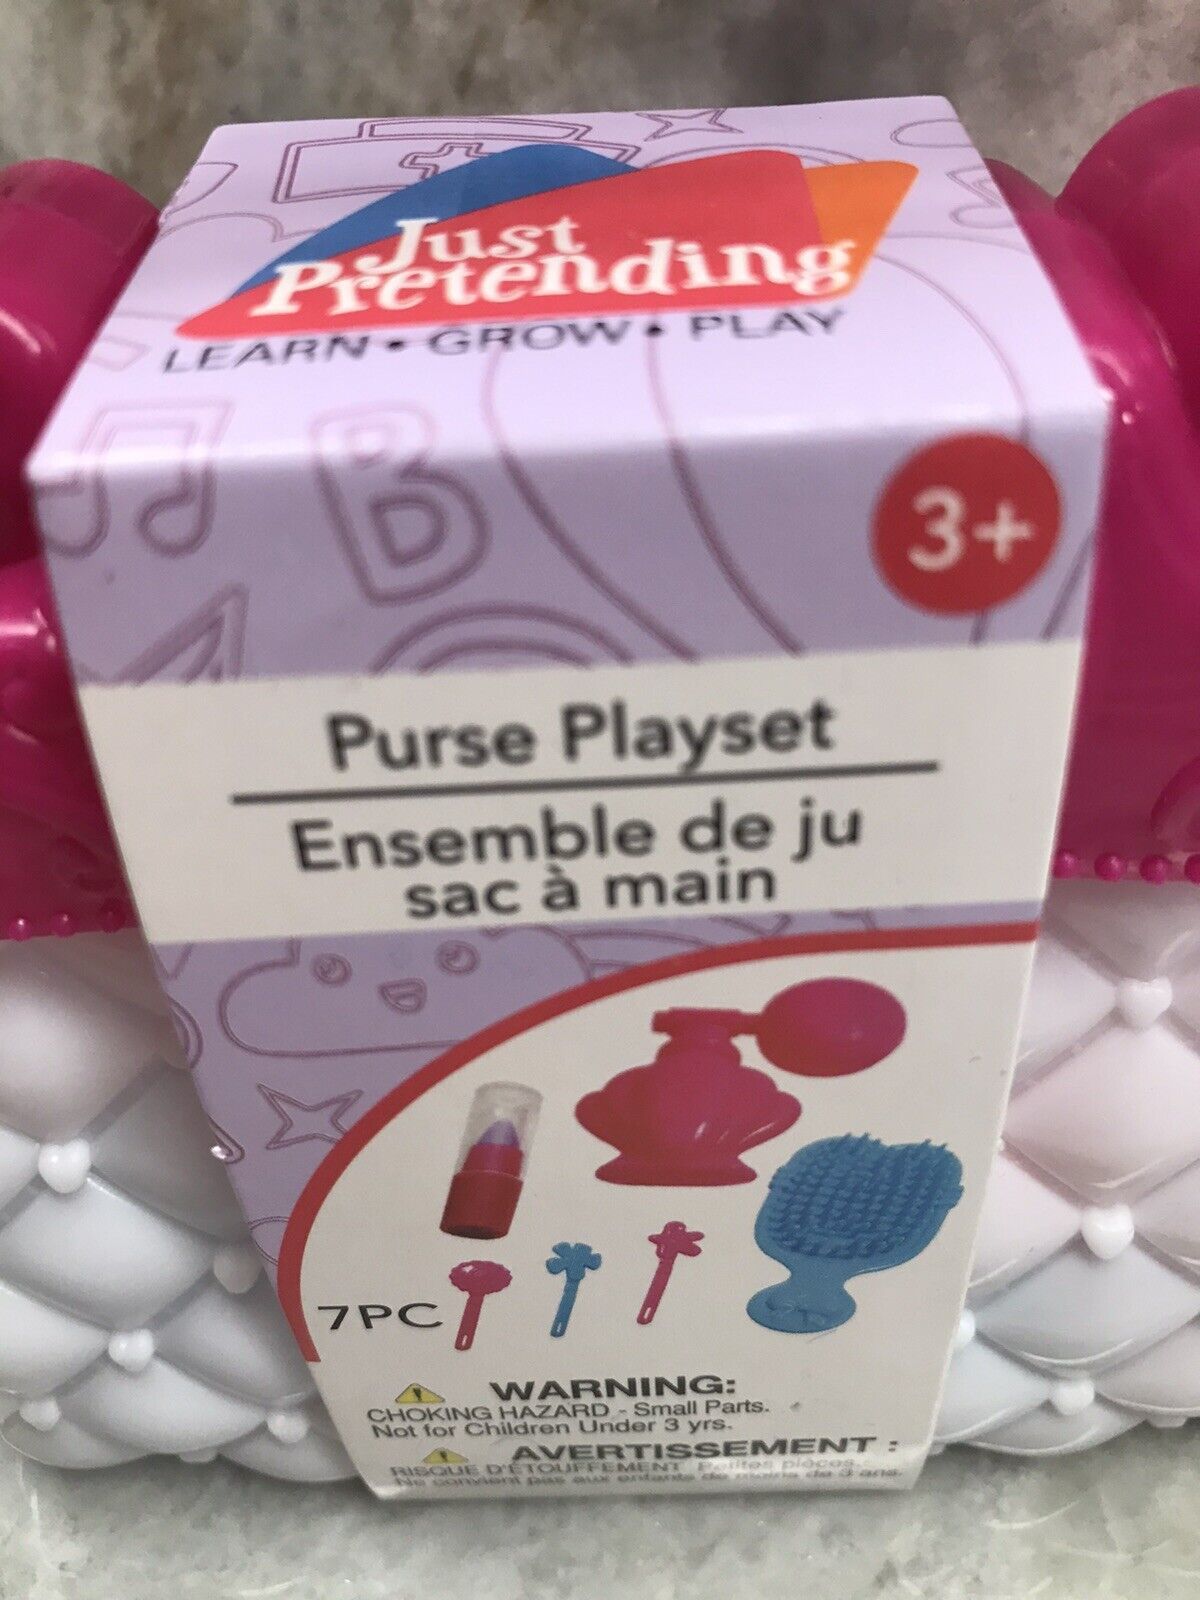 Just
Pretending
LEARN • GROW • PLAY
B
3+
Purse Playset
Ensemble de ju
sac à main
7PC
WARNING:
CHOKING HAZARD - Small Parts.
Not for Children Under 3 yrs.
AVERTISSEMENT :
RISQUE D'ÉTOUFFEMENT Petites pièces.
Ne convient pas aux enfants de moins de 3 ans.